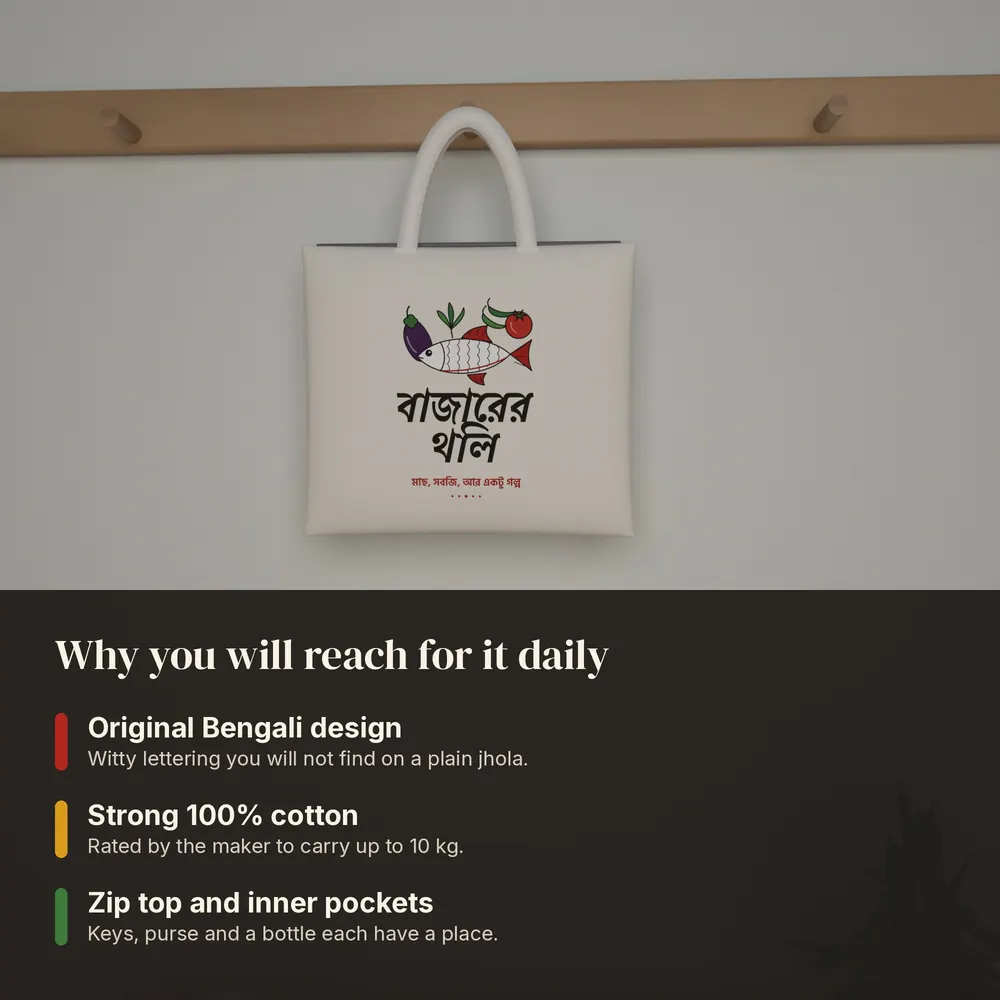 বাজারের
থলি
মাছ, সবজি, আর একটু গল্প
Why you will reach for it daily
Original Bengali design
Witty lettering you will not find on a plain jhola.
Strong 100% cotton
Rated by the maker to carry up to 10 kg.
Zip top and inner pockets
Keys, purse and a bottle each have a place.